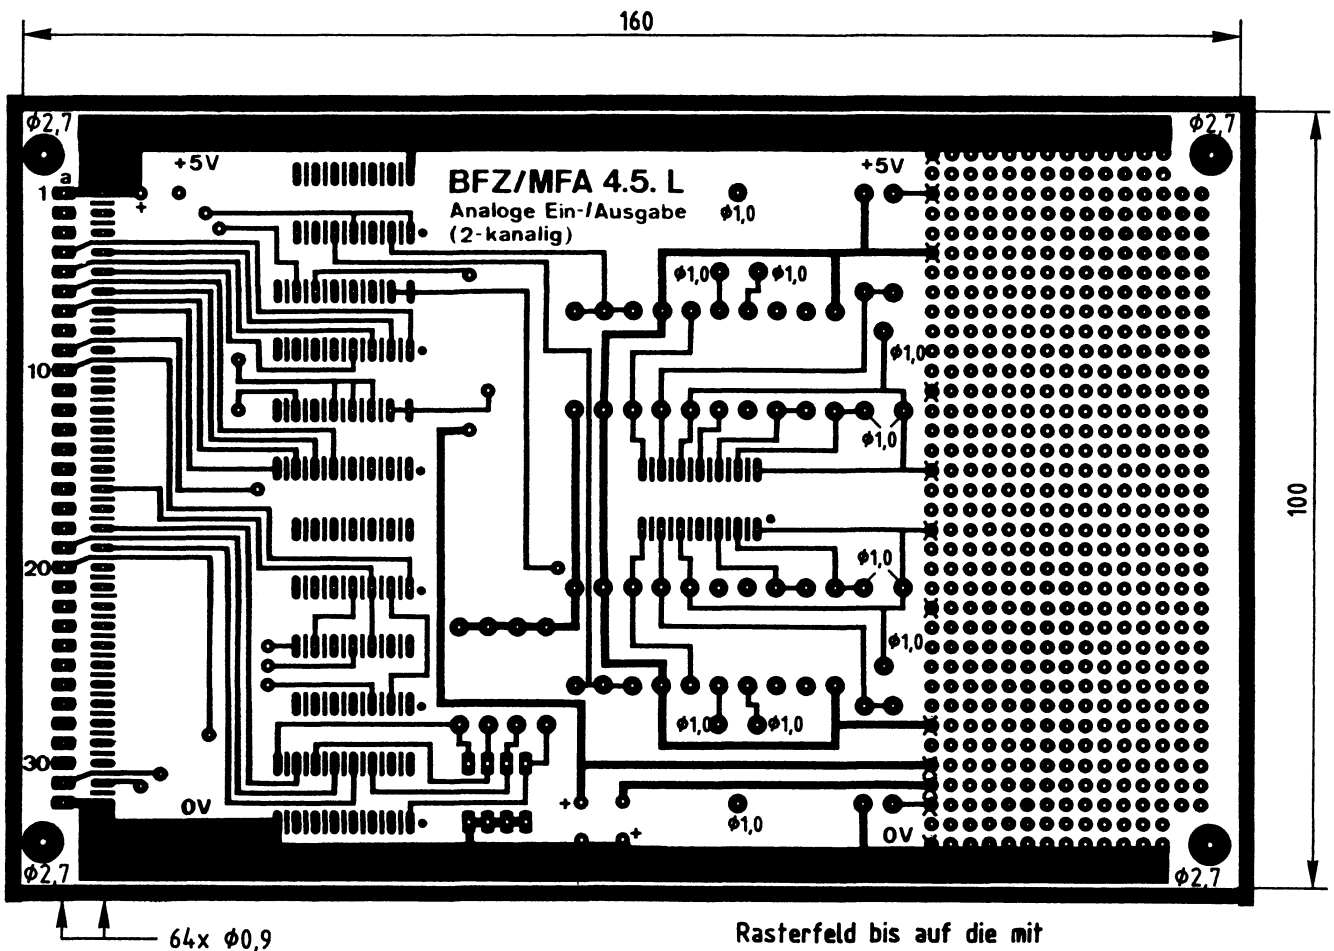 160
ϕ2,7
ϕ2,7
+5V
+5V
a
1
+
BFZ/MFA 4.5. L
Analoge Ein-/Ausgabe
(2-kanalig)
ϕ1,0
ϕ1,0
ϕ1,0
ϕ1,0
10
ϕ1,0
100
ϕ1,0
20
ϕ1,0
ϕ1,0
ϕ1,0
30
0V
+
+
ϕ1,0
0V
ϕ2,7
ϕ2,7
64x ϕ0,9
Rasterfeld bis auf die mit